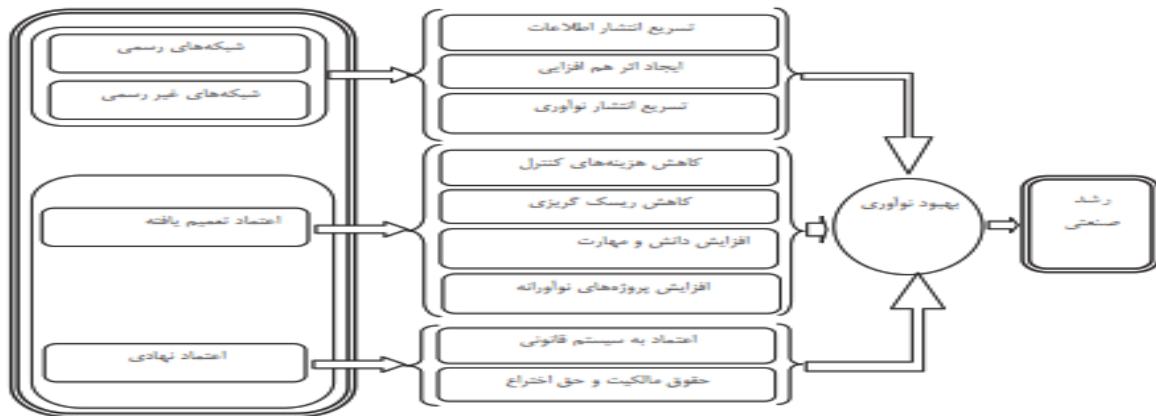 شبکه‌های رسمی
شبکه‌های غیر رسمی
اعتماد تعمیم یافته
اعتماد نهادی
تسریع انتشار اطلاعات
ایجاد اثر هم افزایی
تسریع انتشار نوآوری
کاهش هزینه‌های کنترل
کاهش ریسک گریزی
افزایش دانش و مهارت
افزایش پروژه‌های نوآورانه
اعتماد به سیستم قانونی
حقوق مالکیت و حق اختراع
بهبود نوآوری
رشد
صنعتی